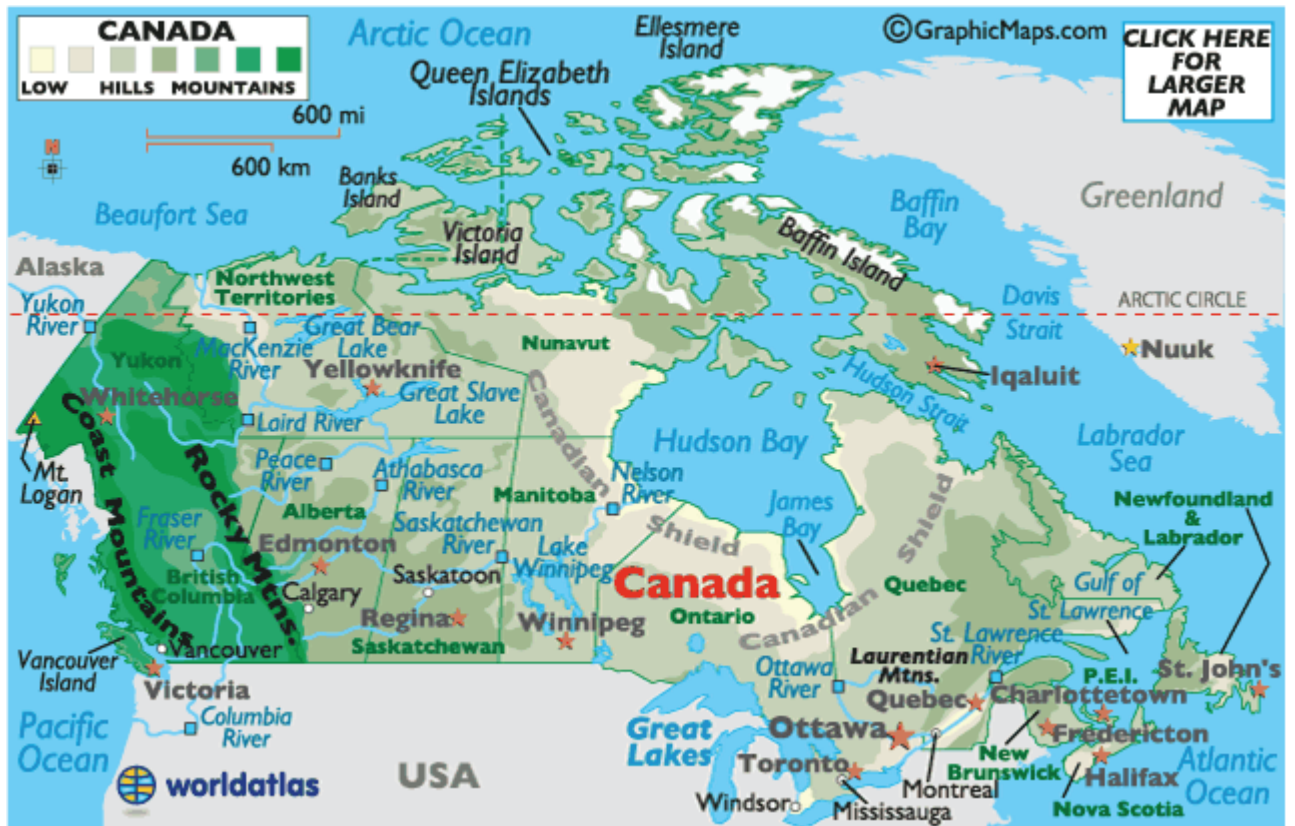 CANADA
LOW HILLS MOUNTAINS
600 mi
600 km
N
Arctic Ocean
Ellesmere
Island
©GraphicMaps.com
CLICK HERE
FOR
LARGER
MAP
Queen Elizabeth
Islands
Banks
Island
Beaufort Sea
Victoria
Island
Baffin Island
Baffin
Bay
Greenland
Alaska
Northwest
Territories
Yukon
River
MacKenzie
River
Great Bear
Lake
Nunavut
Davis
Strait
ARCTIC CIRCLE
Nuuk
Yukon
Yellowknife
Whitehorse
Great Slave
Lake
Laird River
Iqaluit
Hudson Strait
Canadian
Shield
Coast Mountains
Rocky Mtns.
Mt.
Logan
Peace
River
Athabasca
River
Hudson Bay
Labrador
Sea
Nelson
River
Manitoba
James
Bay
Canadian Shield
Newfoundland
&
Labrador
Alberta
Fraser
River
Edmonton
Saskatchewan
River
Lake
Winnipeg
British
Columbia
Calgary
Saskatoon
Canada
Ontario
Quebec
Gulf of
St. Lawrence
Regina
Winnipeg
Saskatchewan
Vancouver
Vancouver
Island
Victoria
Columbia
River
Ottawa
River
Laurentian
Mtns.
St. Lawrence
River
P.E.I.
St. John's
Quebec
Charlottetown
Pacific
Ocean
Great
Lakes
Ottawa
Fredericton
Atlantic
Ocean
New
Brunswick
Halifax
Nova Scotia
Toronto
Montreal
Mississauga
Windsor
USA
worldatlas